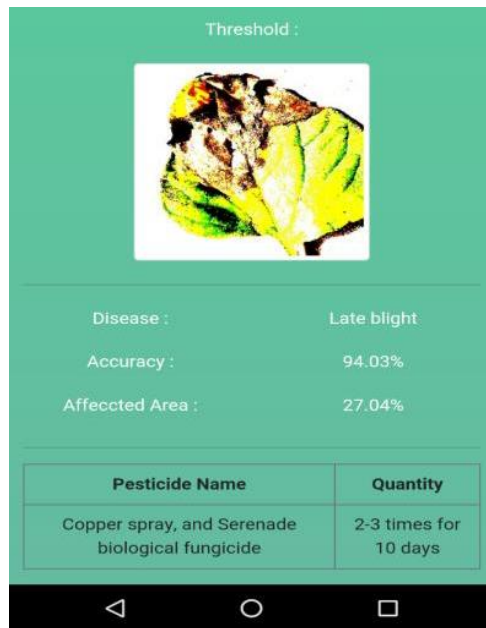 Threshold :
Disease :
Late blight
Accuracy :
94.03%
Affeccted Area :
27.04%
Pesticide Name
Quantity
Copper spray, and Serenade
biological fungicide
2-3 times for
10 days